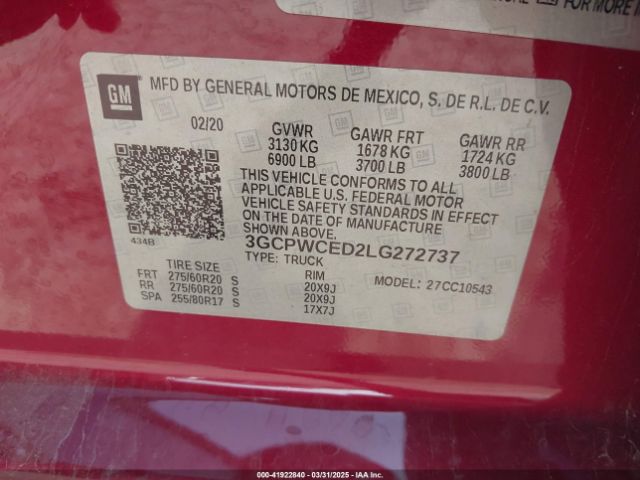 FOR MORE
GM
MFD BY GENERAL MOTORS DE MEXICO, S. DE R.L. DE C.V.
02/20 GVWR GAWR FRT GAWR RR
3130 KG 1678 KG 1724 KG
6900 LB 3700 LB 3800 LB
THIS VEHICLE CONFORMS TO ALL
APPLICABLE U.S. FEDERAL MOTOR
VEHICLE SAFETY STANDARDS IN EFFECT
ON THE DATE OF MANUFACTURE
SHOWN ABOVE.
434B
3GCPWCED2LG272737
TYPE: TRUCK
MODEL: 27CC10543
TIRE SIZE RIM
FRT 275/60R20 S 20X9J
RR 275/60R20 S 20X9J
SPA 255/80R17 S 17X7J
000-41922840 - 03/31/2025 - IAA Inc.